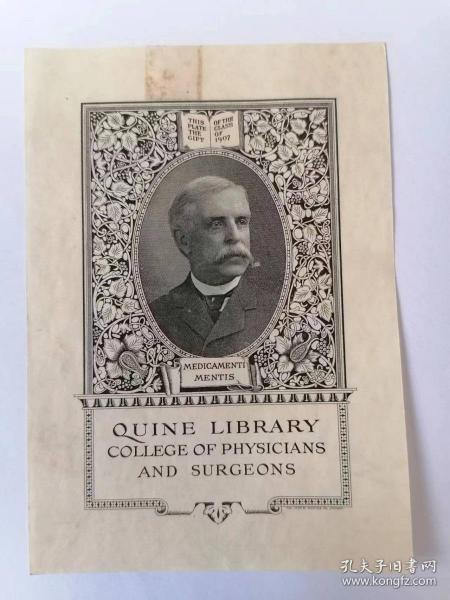 THIS PLATE THE GIFT
OF THE CLASS OF 1907
MEDICAMENTI
MENTIS
QUINE LIBRARY
COLLEGE OF PHYSICIANS
AND SURGEONS
孔夫子旧书网
www.kongfz.com